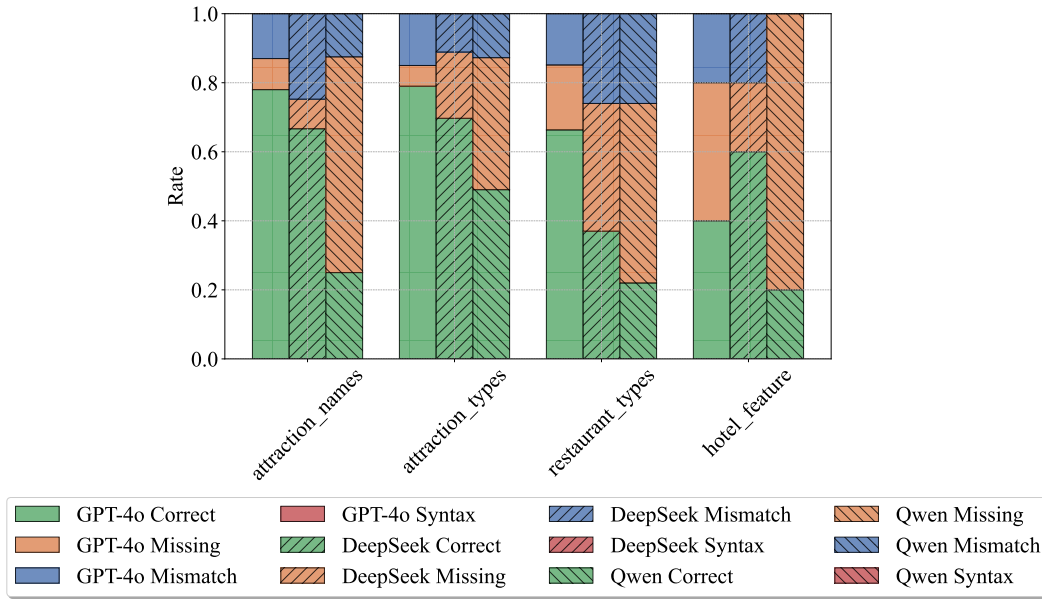 1.0
0.8
0.6
0.4
0.2
0.0
Rate
attraction_names
attraction_types
restaurant_types
hotel_feature
GPT-4o Correct
GPT-4o Missing
GPT-4o Mismatch
GPT-4o Syntax
DeepSeek Correct
DeepSeek Missing
DeepSeek Mismatch
DeepSeek Syntax
Qwen Correct
Qwen Missing
Qwen Mismatch
Qwen Syntax